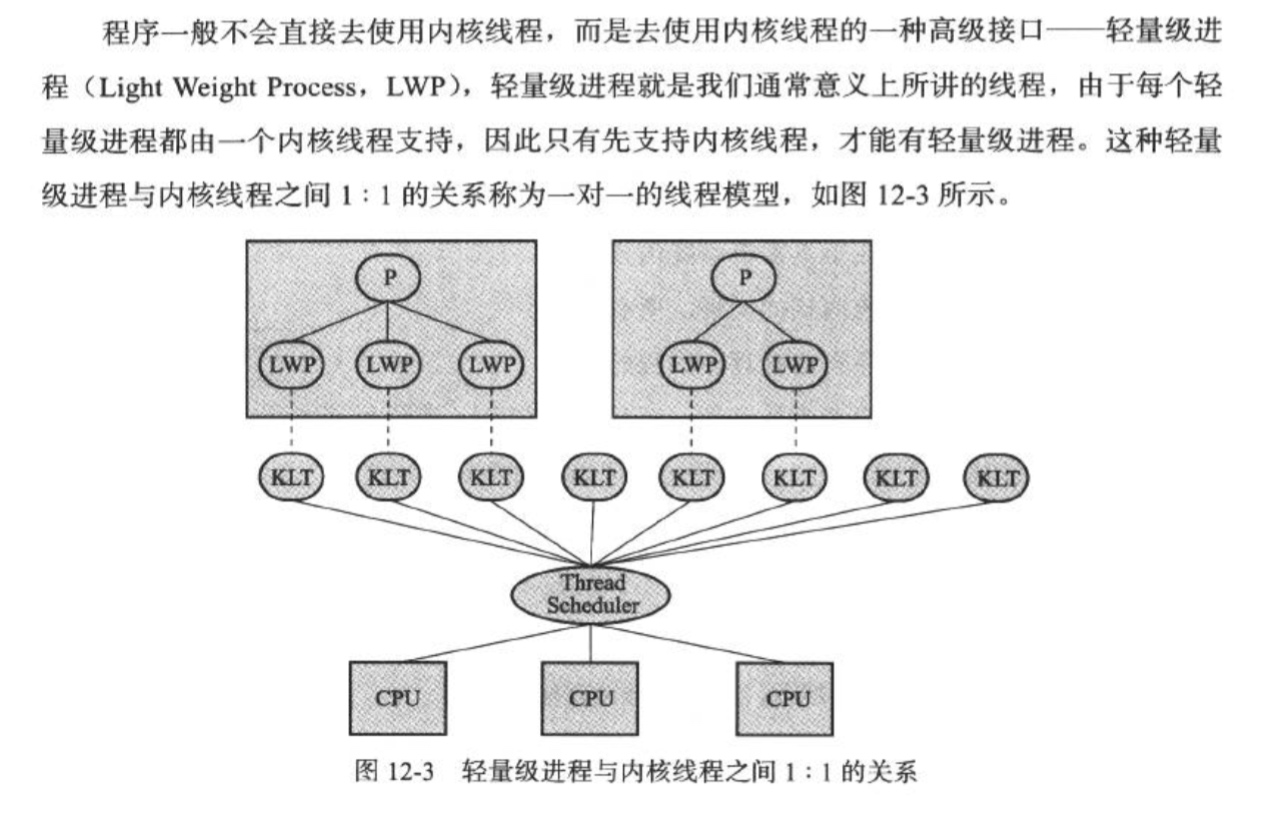 程序一般不会直接去使用内核线程，而是去使用内核线程的一种高级接口——轻量级进
程（Light Weight Process，LWP），轻量级进程就是我们通常意义上所讲的线程，由于每个轻
量级进程都由一个内核线程支持，因此只有先支持内核线程，才能有轻量级进程。这种轻量
级进程与内核线程之间 1：1 的关系称为一对一的线程模型，如图 12-3 所示。
P P
LWP LWP LWP LWP LWP
KLT KLT KLT KLT KLT KLT KLT KLT
Thread
Scheduler
CPU CPU CPU
图 12-3 轻量级进程与内核线程之间 1：1 的关系